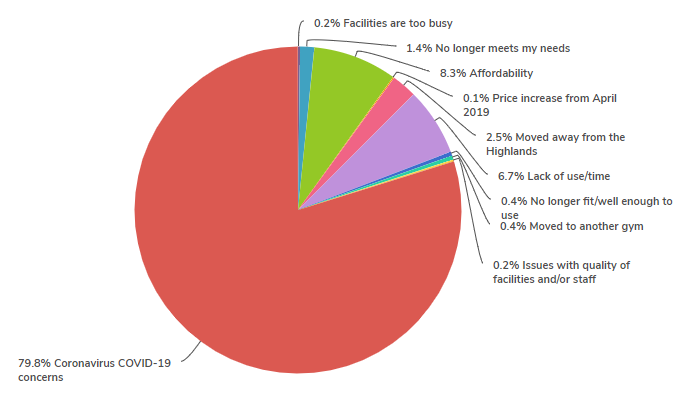 0.2% Facilities are too busy
1.4% No longer meets my needs
8.3% Affordability
0.1% Price increase from April
2019
2.5% Moved away from the
Highlands
6.7% Lack of use/time
0.4% No longer fit/well enough to
use
0.4% Moved to another gym
0.2% Issues with quality of
facilities and/or staff
79.8% Coronavirus COVID-19
concerns